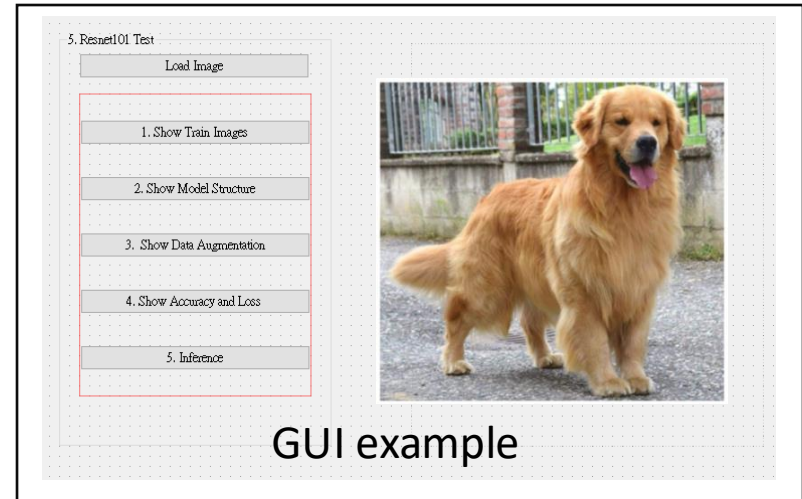 5. Resnet101 Test
Load Image
1. Show Train Images
2. Show Model Structure
3. Show Data Augmentation
4. Show Accuracy and Loss
5. Inference
GUI example